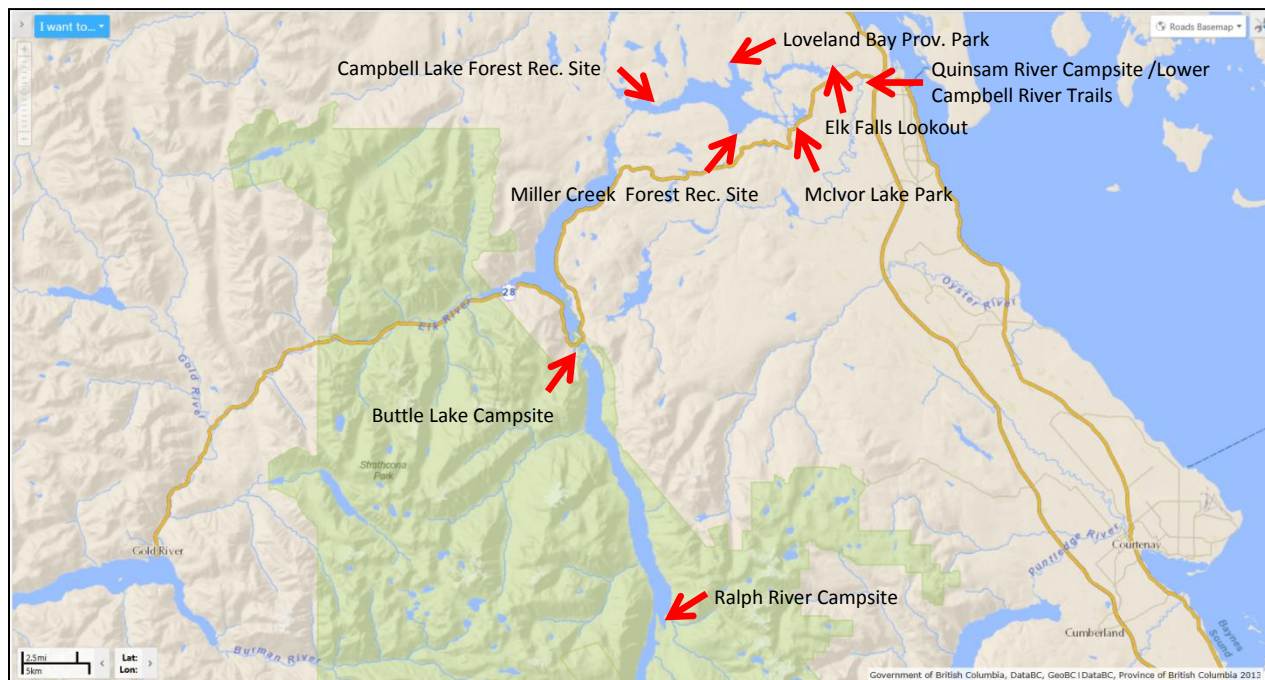 I want to...
Roads Basemap
Loveland Bay Prov. Park
Campbell Lake Forest Rec. Site
Quinsam River Campsite /Lower
Campbell River Trails
Elk Falls Lookout
Miller Creek Forest Rec. Site
McIvor Lake Park
Oyster River
28
Elk River
Gold River
Buttle Lake Campsite
Strathcona
Park
Gold River
Puntledge River
Courtenay
Ralph River Campsite
Cumberland
Baynes
Sound
Burman River
2.5mi
5km
Lat:
Lon:
Government of British Columbia, DataBC, GeoBC | DataBC, Province of British Columbia 2013